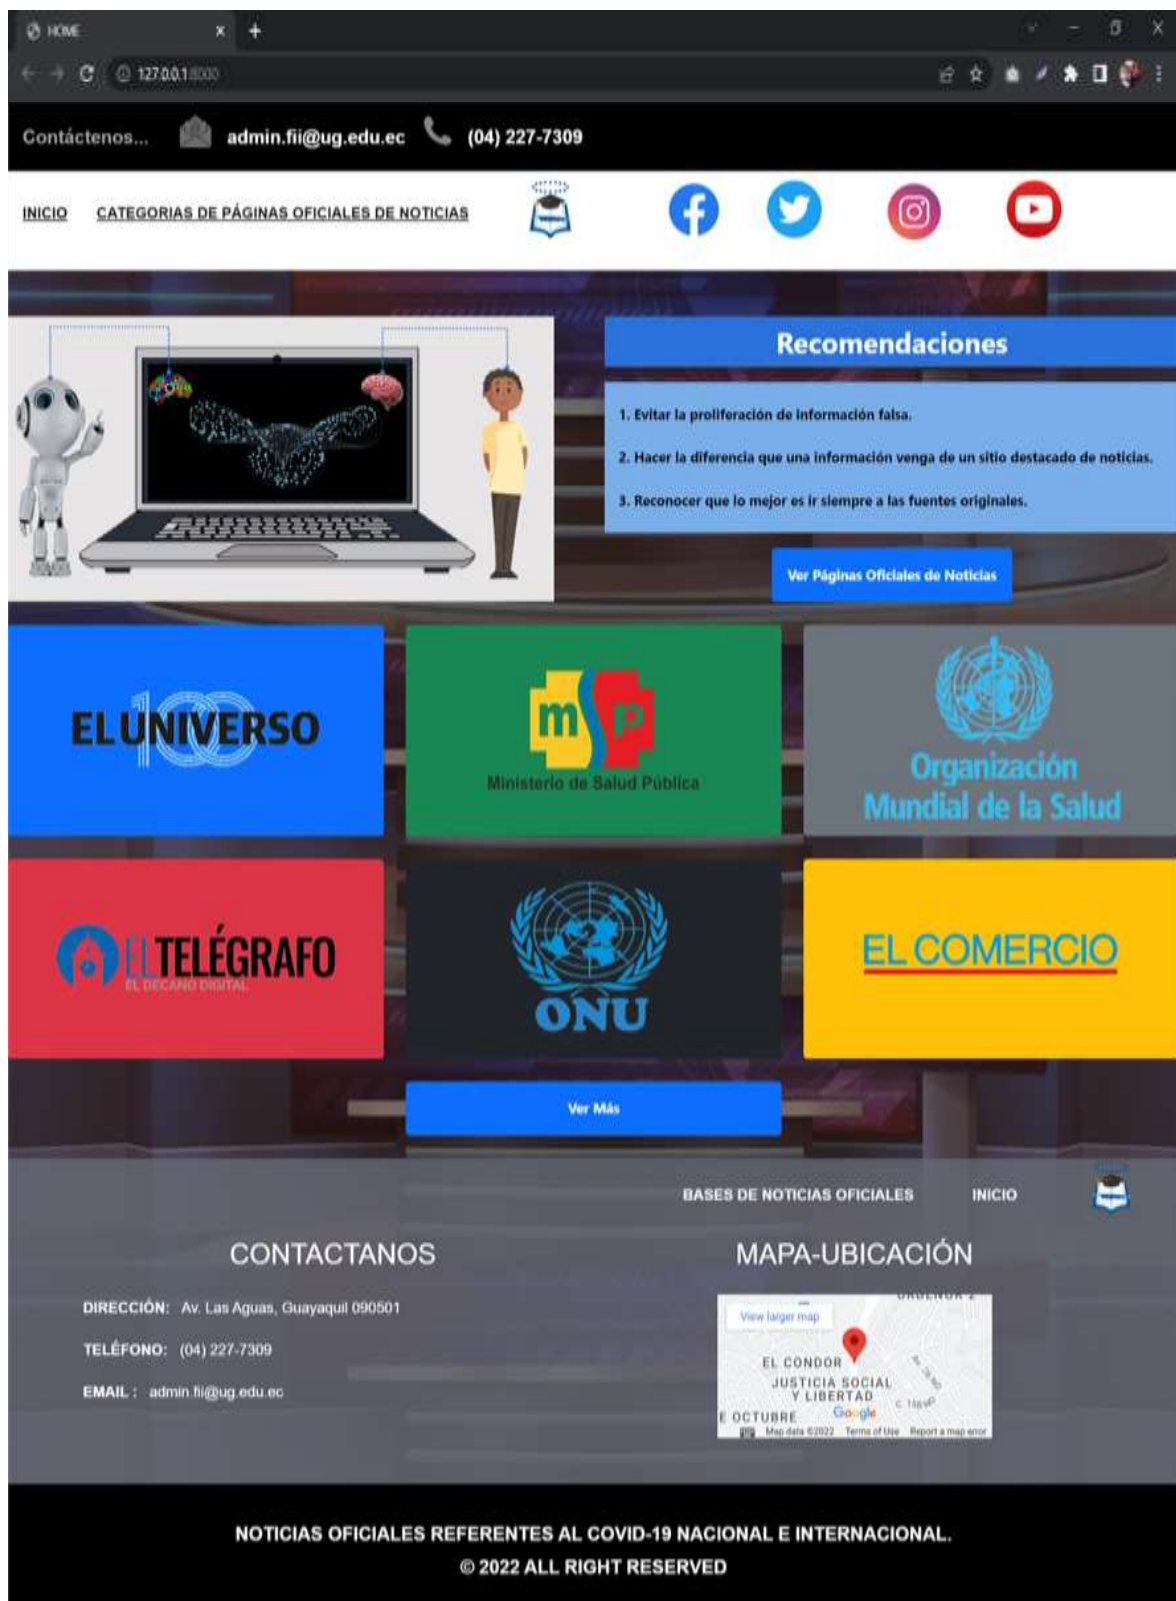 HOME
127.0.0.1:8000
Contáctenos... admin.fii@ug.edu.ec (04) 227-7309
INICIO CATEGORIAS DE PÁGINAS OFICIALES DE NOTICIAS
Recomendaciones
1. Evitar la proliferación de información falsa.
2. Hacer la diferencia que una información venga de un sitio destacado de noticias.
3. Reconocer que lo mejor es ir siempre a las fuentes originales.
Ver Páginas Oficiales de Noticias
EL UNIVERSO
100
msp
Ministerio de Salud Pública
Organización
Mundial de la Salud
EL TELÉGRAFO
EL DECANO DIGITAL
ONU
EL COMERCIO
Ver Más
BASES DE NOTICIAS OFICIALES INICIO
CONTACTANOS
DIRECCIÓN: Av. Las Aguas, Guayaquil 090501
TELÉFONO: (04) 227-7309
EMAIL : admin.fii@ug.edu.ec
MAPA-UBICACIÓN
View larger map
EL CONDOR
JUSTICIA SOCIAL
Y LIBERTAD
E OCTUBRE
Google
Map data ©2022 Terms of Use Report a map error
NOTICIAS OFICIALES REFERENTES AL COVID-19 NACIONAL E INTERNACIONAL.
© 2022 ALL RIGHT RESERVED